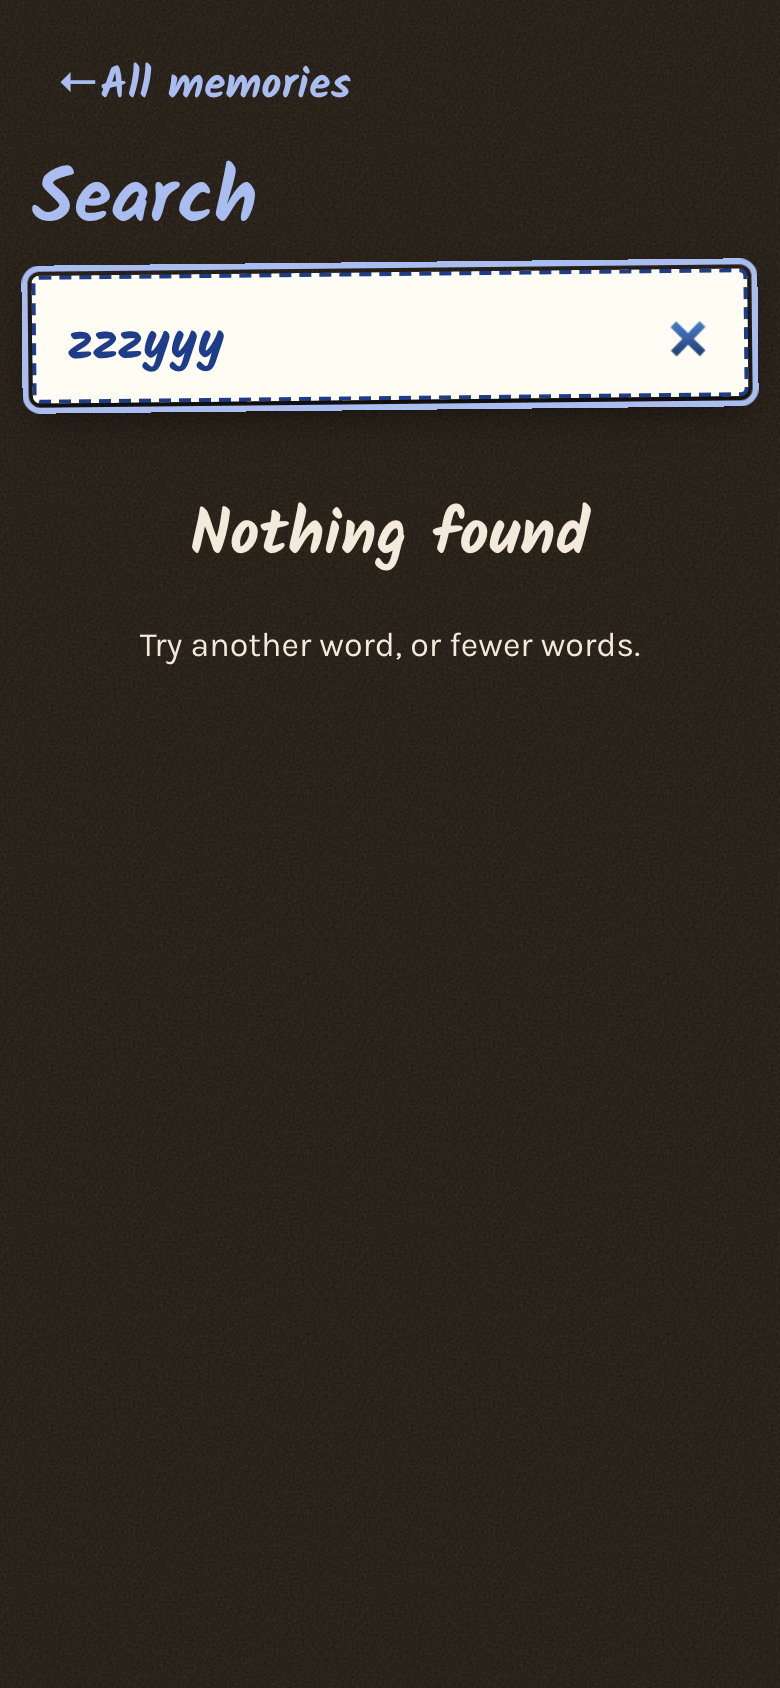 ←All memories
Search
zzzyyy
Nothing found
Try another word, or fewer words.